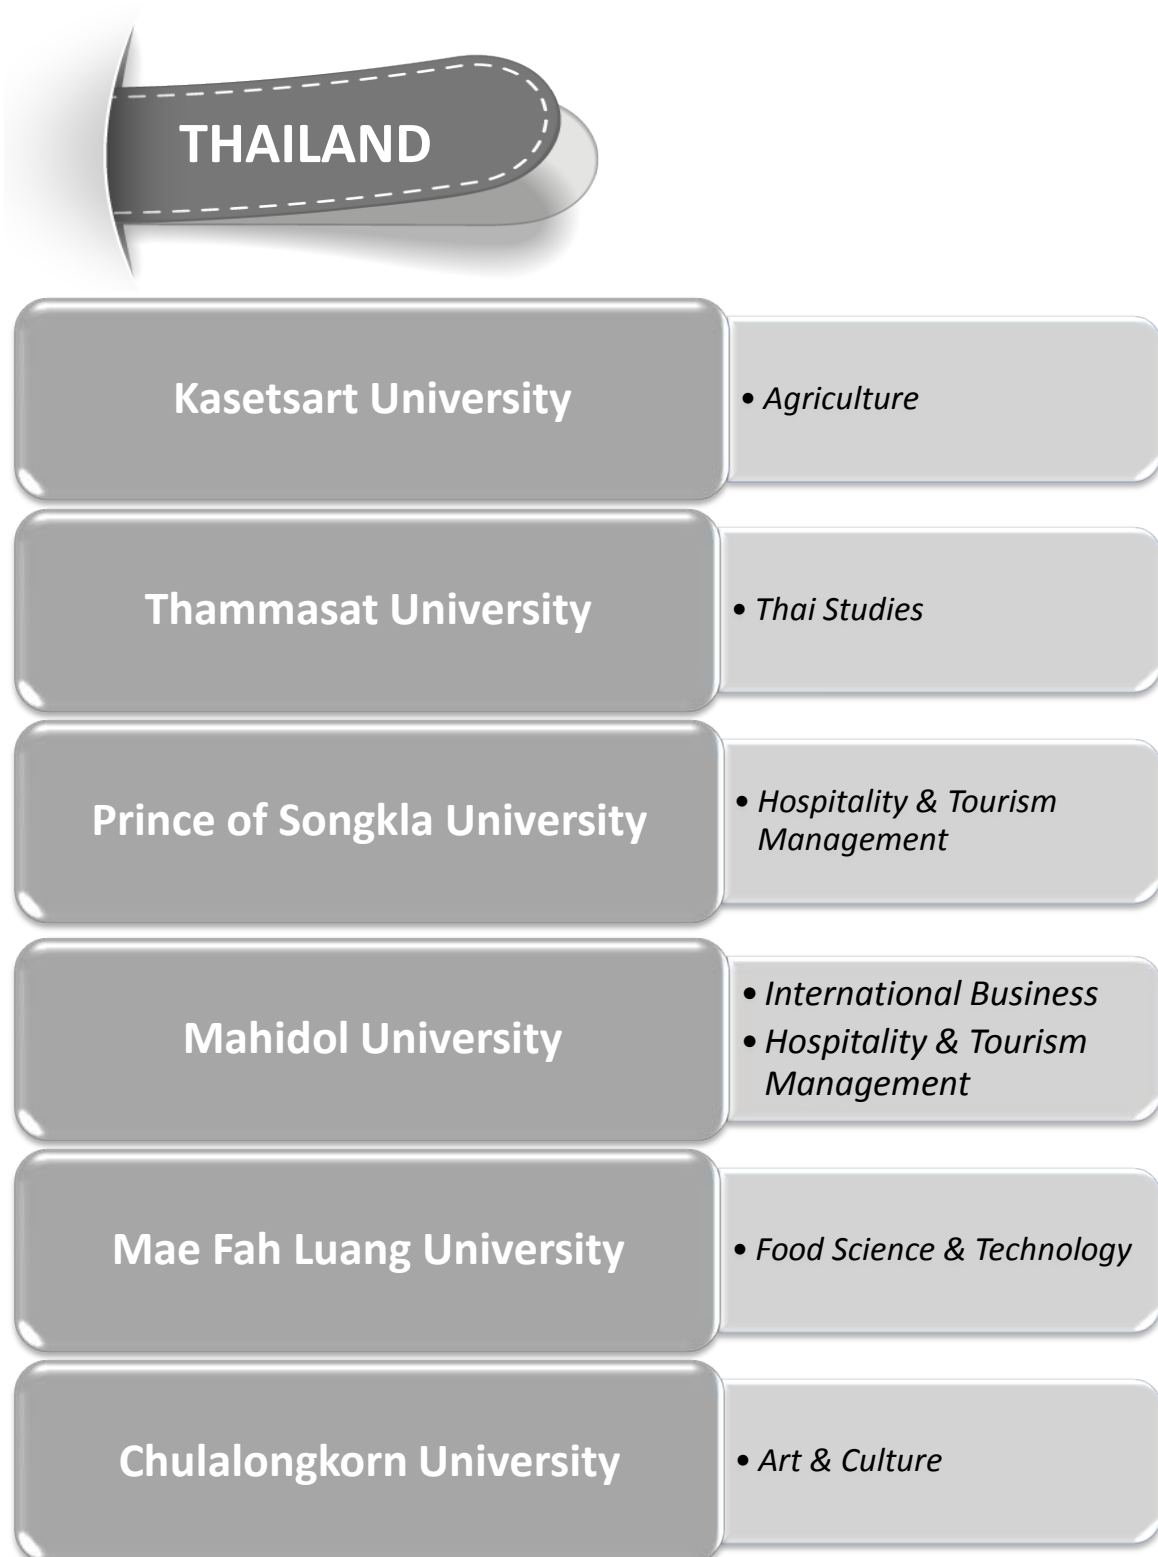 THAILAND
Kasetsart University
• Agriculture
Thammasat University
• Thai Studies
Prince of Songkla University
• Hospitality & Tourism
Management
Mahidol University
• International Business
• Hospitality & Tourism
Management
Mae Fah Luang University
• Food Science & Technology
Chulalongkorn University
• Art & Culture